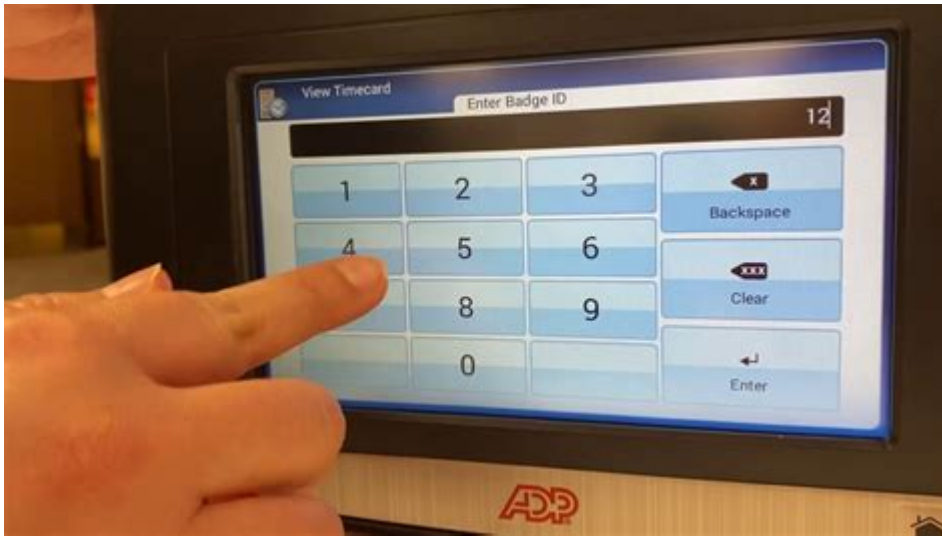 View Timecard
Enter Badge ID
12
1 2 3
X
Backspace
4 5 6
XXX
Clear
8 9
0
Enter
ADP